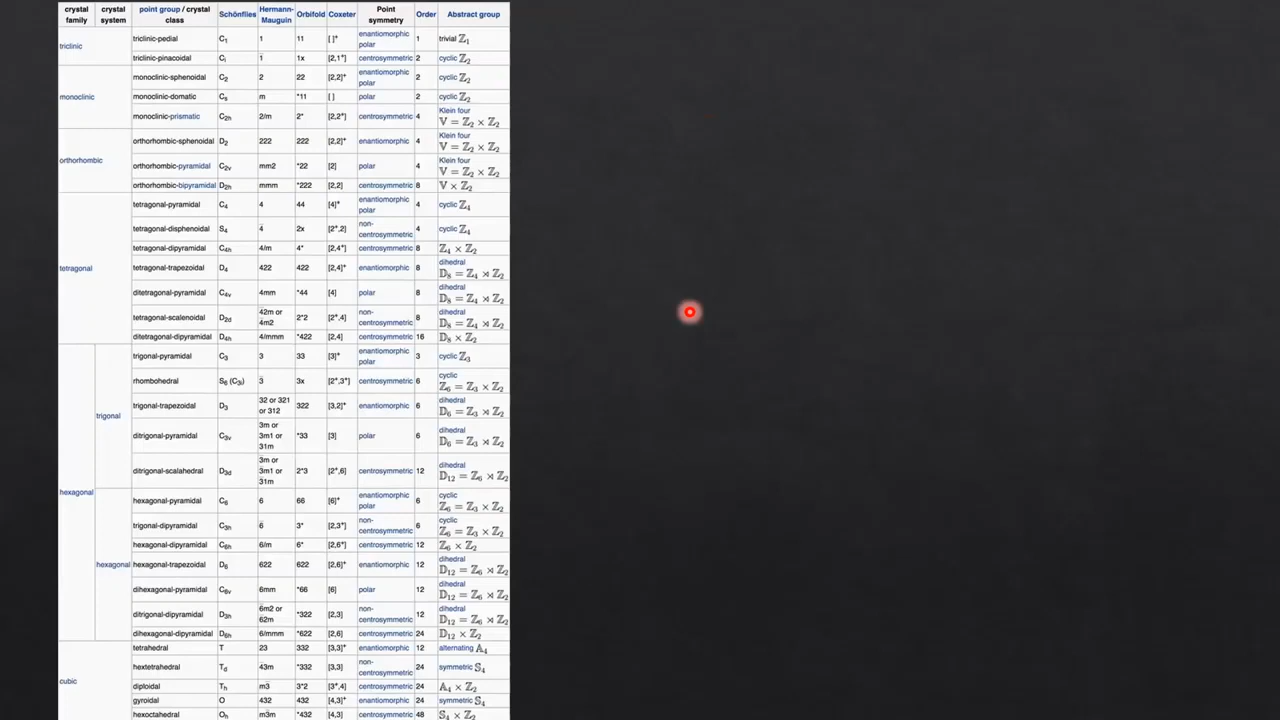 crystal family crystal system point group / crystal class Schönflies Hermann-Mauguin Orbifold Coxeter Point symmetry Order Abstract group
triclinic triclinic-pedial C₁ 1 11 [ ]⁺ enantiomorphic polar 1 trivial ℤ₁
triclinic-pinacoidal Cᵢ 1̄ 1x [2,1⁺] centrosymmetric 2 cyclic ℤ₂
monoclinic monoclinic-sphenoidal C₂ 2 22 [2,2]⁺ enantiomorphic polar 2 cyclic ℤ₂
monoclinic-domatic Cₛ m *11 [ ] polar 2 cyclic ℤ₂
monoclinic-prismatic C₂ₕ 2/m 2* [2,2⁺] centrosymmetric 4 Klein four 𝕍 = ℤ₂ × ℤ₂
orthorhombic orthorhombic-sphenoidal D₂ 222 222 [2,2]⁺ enantiomorphic 4 Klein four 𝕍 = ℤ₂ × ℤ₂
orthorhombic-pyramidal C₂ᵥ mm2 *22 [2] polar 4 Klein four 𝕍 = ℤ₂ × ℤ₂
orthorhombic-bipyramidal D₂ₕ mmm *222 [2,2] centrosymmetric 8 𝕍 × ℤ₂
tetragonal tetragonal-pyramidal C₄ 4 44 [4]⁺ enantiomorphic polar 4 cyclic ℤ₄
tetragonal-disphenoidal S₄ 4̄ 2x [2⁺,2] non-centrosymmetric 4 cyclic ℤ₄
tetragonal-dipyramidal C₄ₕ 4/m 4* [2,4⁺] centrosymmetric 8 ℤ₄ × ℤ₂
tetragonal-trapezoidal D₄ 422 422 [2,4]⁺ enantiomorphic 8 dihedral 𝔻₈ = ℤ₄ ⋊ ℤ₂
ditetragonal-pyramidal C₄ᵥ 4mm *44 [4] polar 8 dihedral 𝔻₈ = ℤ₄ ⋊ ℤ₂
tetragonal-scalenoidal D₂d 4̄2m or 4̄m2 2*2 [2⁺,4] non-centrosymmetric 8 dihedral 𝔻₈ = ℤ₄ ⋊ ℤ₂
ditetragonal-dipyramidal D₄ₕ 4/mmm *422 [2,4] centrosymmetric 16 𝔻₈ × ℤ₂
hexagonal trigonal trigonal-pyramidal C₃ 3 33 [3]⁺ enantiomorphic polar 3 cyclic ℤ₃
rhombohedral S₆ (C₃ᵢ) 3̄ 3x [2⁺,3⁺] centrosymmetric 6 cyclic ℤ₆ = ℤ₃ × ℤ₂
trigonal-trapezoidal D₃ 32 or 321 or 312 322 [3,2]⁺ enantiomorphic 6 dihedral 𝔻₆ = ℤ₃ ⋊ ℤ₂
ditrigonal-pyramidal C₃ᵥ 3m or 3m1 or 31m *33 [3] polar 6 dihedral 𝔻₆ = ℤ₃ ⋊ ℤ₂
ditrigonal-scalahedral D₃d 3̄m or 3̄m1 or 3̄1m 2*3 [2⁺,6] centrosymmetric 12 dihedral 𝔻₁₂ = ℤ₆ ⋊ ℤ₂
hexagonal hexagonal-pyramidal C₆ 6 66 [6]⁺ enantiomorphic polar 6 cyclic ℤ₆ = ℤ₃ × ℤ₂
trigonal-dipyramidal C₃ₕ 6̄ 3* [2,3⁺] non-centrosymmetric 6 cyclic ℤ₆ = ℤ₃ × ℤ₂
hexagonal-dipyramidal C₆ₕ 6/m 6* [2,6⁺] centrosymmetric 12 ℤ₆ × ℤ₂
hexagonal-trapezoidal D₆ 622 622 [2,6]⁺ enantiomorphic 12 dihedral 𝔻₁₂ = ℤ₆ ⋊ ℤ₂
dihexagonal-pyramidal C₆ᵥ 6mm *66 [6] polar 12 dihedral 𝔻₁₂ = ℤ₆ ⋊ ℤ₂
ditrigonal-dipyramidal D₃ₕ 6̄m2 or 6̄2m *322 [2,3] non-centrosymmetric 12 dihedral 𝔻₁₂ = ℤ₆ ⋊ ℤ₂
dihexagonal-dipyramidal D₆ₕ 6/mmm *622 [2,6] centrosymmetric 24 𝔻₁₂ × ℤ₂
cubic tetrahedral T 23 332 [3,3]⁺ enantiomorphic 12 alternating 𝔸₄
hextetrahedral T_d 4̄3m *332 [3,3] non-centrosymmetric 24 symmetric 𝕊₄
diploidal Tₕ m3̄ 3*2 [3⁺,4] centrosymmetric 24 𝔸₄ × ℤ₂
gyroidal O 432 432 [4,3]⁺ enantiomorphic 24 symmetric 𝕊₄
hexoctahedral Oₕ m3̄m *432 [4,3] centrosymmetric 48 𝕊₄ × ℤ₂